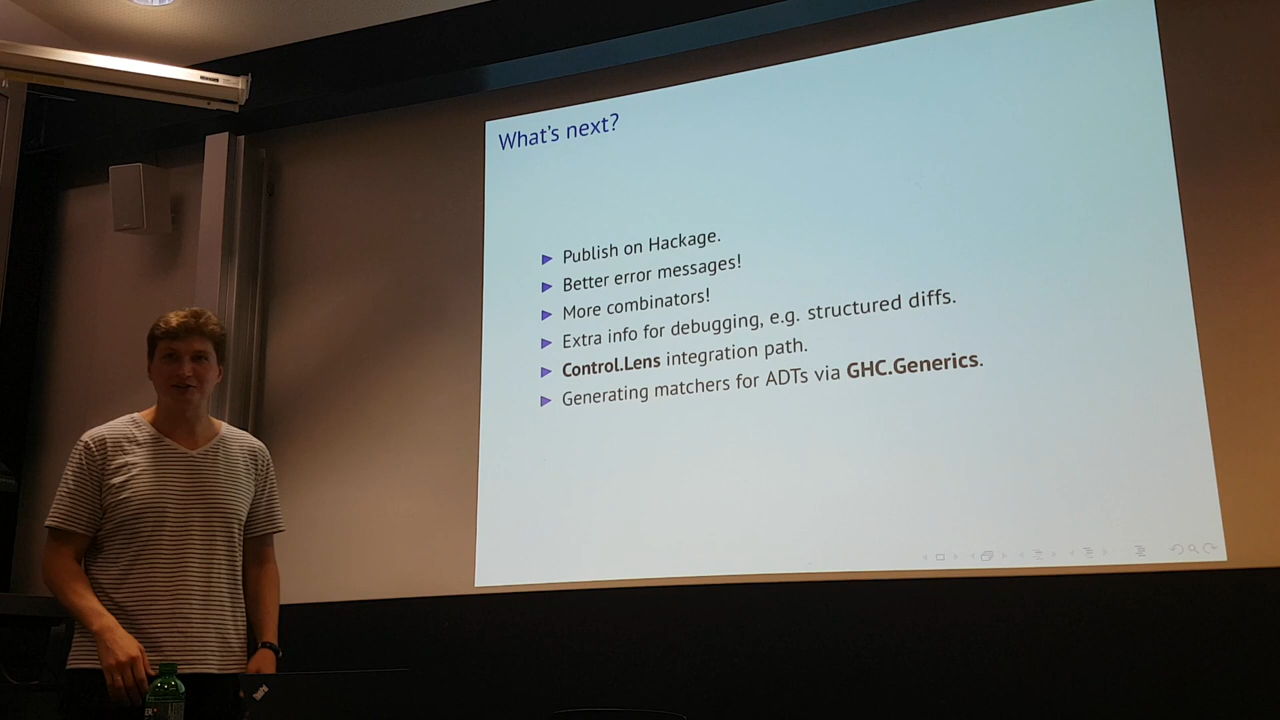 What's next?
Publish on Hackage.
Better error messages!
More combinators!
Extra info for debugging, e.g. structured diffs.
Control.Lens integration path.
Generating matchers for ADTs via GHC.Generics.
ThinkPad